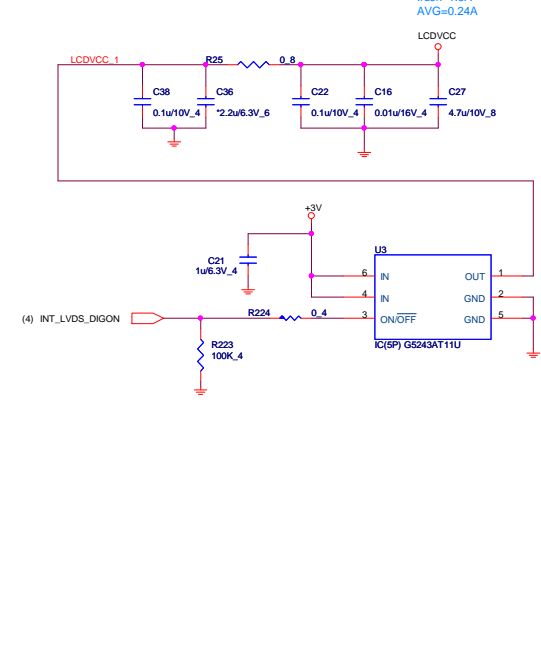 AVG=0.24A
LCDVCC
LCDVCC_1
R25
0_8
C38
0.1u/10V_4
C36
*2.2u/6.3V_6
C22
0.1u/10V_4
C16
0.01u/16V_4
C27
4.7u/10V_8
+3V
C21
1u/6.3V_4
U3
6 IN
OUT 1
4 IN
GND 2
3 ON/OFF
GND 5
IC(5P) G5243AT11U
(4) INT_LVDS_DIGON
R224
0_4
R223
100K_4